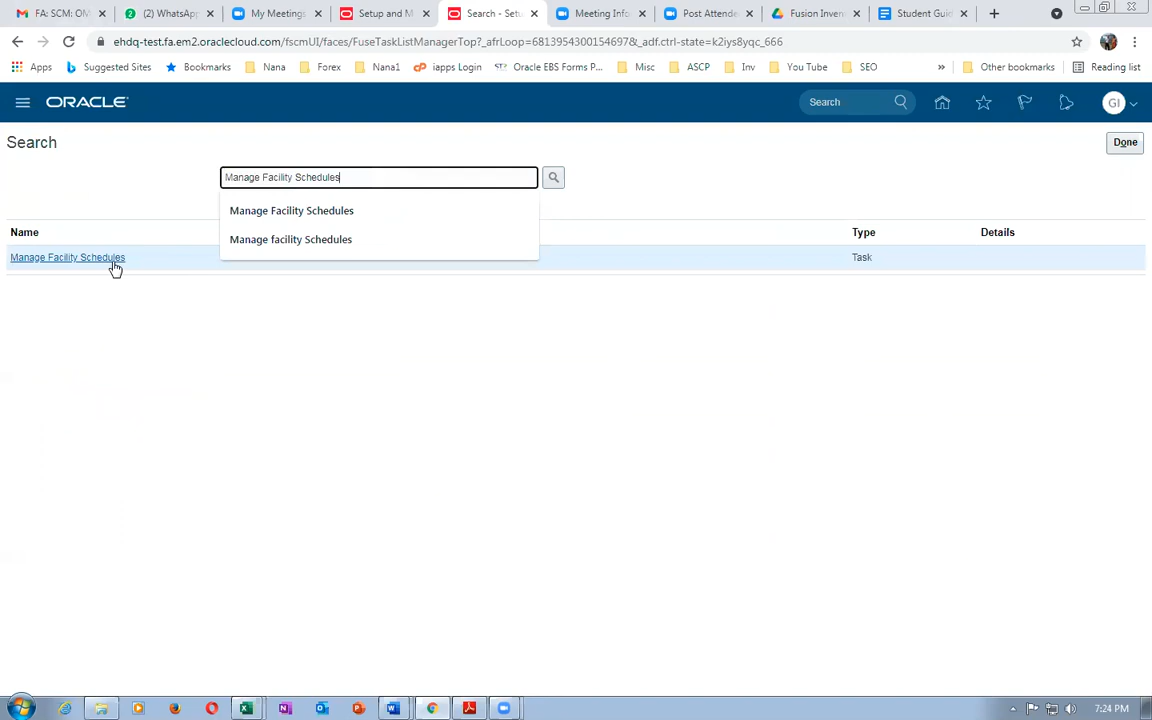 FA: SCM: OM
(2) WhatsApp
My Meetings
Setup and M
Search - Setu
Meeting Info
Post Attende
Fusion Inven
Student Guid
ehdq-test.fa.em2.oraclecloud.com/fscmUI/faces/FuseTaskListManagerTop?_afrLoop=68139543001546978&_adf.ctrl-state=k2iys8yqc_666
Apps
Suggested Sites
Bookmarks
Nana
Forex
Nana1
iapps Login
Oracle EBS Forms P...
Misc
ASCP
Inv
You Tube
SEO
»
Other bookmarks
Reading list
ORACLE
Search
GI
Search
Done
Manage Facility Schedules
Manage Facility Schedules
Manage facility Schedules
Name
Type
Details
Manage Facility Schedules
Task
7:24 PM